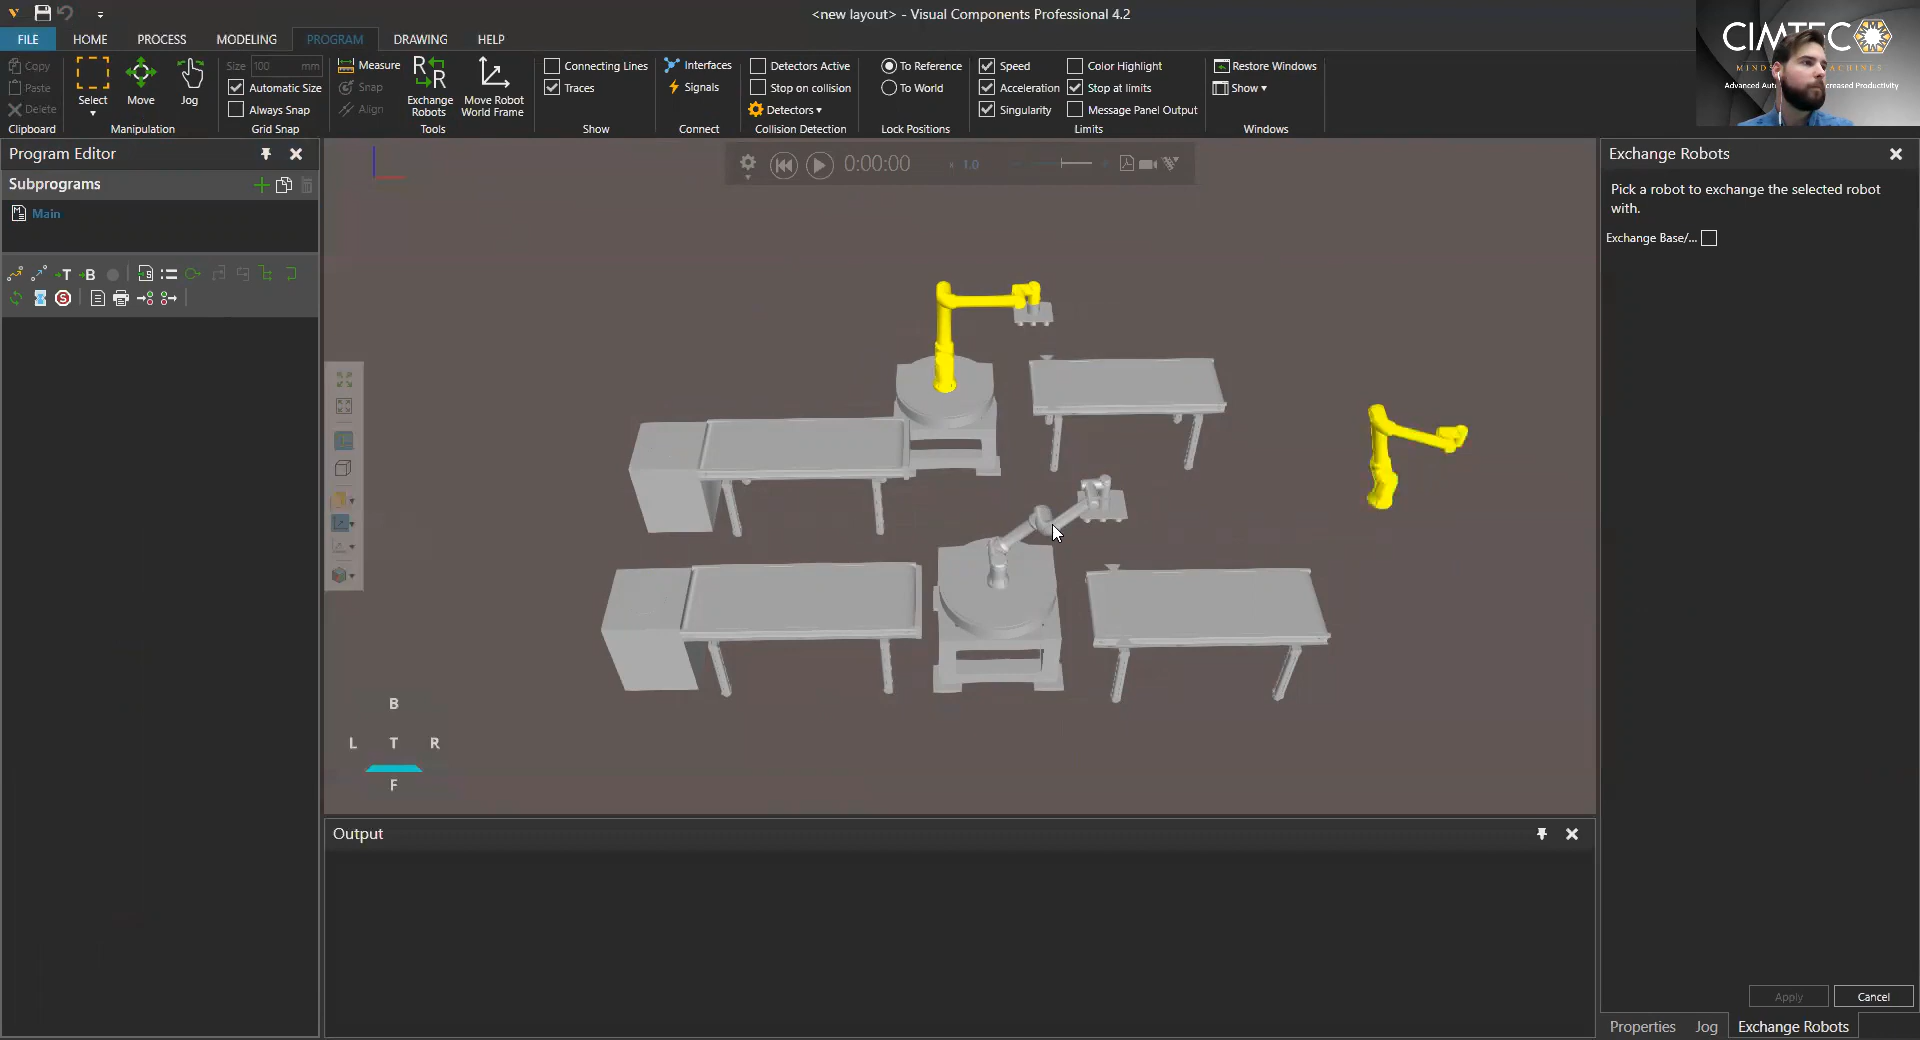 <new layout> - Visual Components Professional 4.2
FILE HOME PROCESS MODELING PROGRAM DRAWING HELP
Copy
Paste
Delete
Clipboard
Select
Move
Jog
Manipulation
Size 100 mm
Automatic Size
Always Snap
Grid Snap
Measure
Snap
Align
Exchange
Robots
Move Robot
World Frame
Tools
Connecting Lines
Traces
Show
Interfaces
Signals
Connect
Detectors Active
Stop on collision
Detectors
Collision Detection
To Reference
To World
Lock Positions
Speed
Acceleration
Singularity
Color Highlight
Stop at limits
Message Panel Output
Limits
Restore Windows
Show
Windows
CIMTEC
Program Editor
Subprograms
Main
T
B
S
0:00:00
x 1.0
R
R
B
L T R
F
Output
Exchange Robots
Pick a robot to exchange the selected robot
with.
Exchange Base/...
Apply Cancel
Properties Jog Exchange Robots